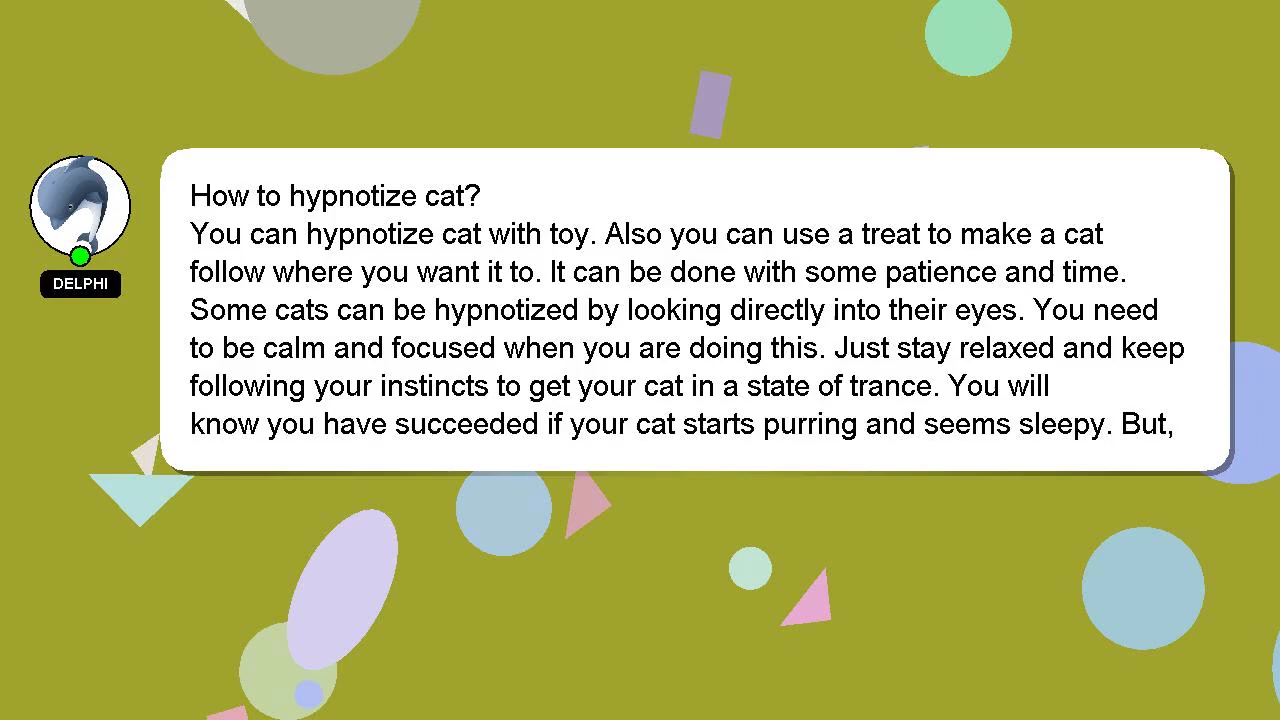 How to hypnotize cat?
You can hypnotize cat with toy. Also you can use a treat to make a cat
follow where you want it to. It can be done with some patience and time.
Some cats can be hypnotized by looking directly into their eyes. You need
to be calm and focused when you are doing this. Just stay relaxed and keep
following your instincts to get your cat in a state of trance. You will
know you have succeeded if your cat starts purring and seems sleepy. But,
DELPHI